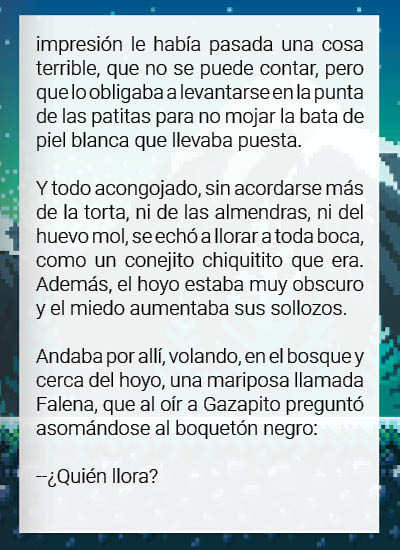 impresión le había pasada una cosa
terrible, que no se puede contar, pero
que lo obligaba a levantarse en la punta
de las patitas para no mojar la bata de
piel blanca que llevaba puesta.
Y todo acongojado, sin acordarse más
de la torta, ni de las almendras, ni del
huevo mol, se echó a llorar a toda boca,
como un conejito chiquitito que era.
Además, el hoyo estaba muy obscuro
y el miedo aumentaba sus sollozos.
Andaba por allí, volando, en el bosque y
cerca del hoyo, una mariposa llamada
Falena, que al oír a Gazapito preguntó
asomándose al boquetón negro:
--¿Quién llora?